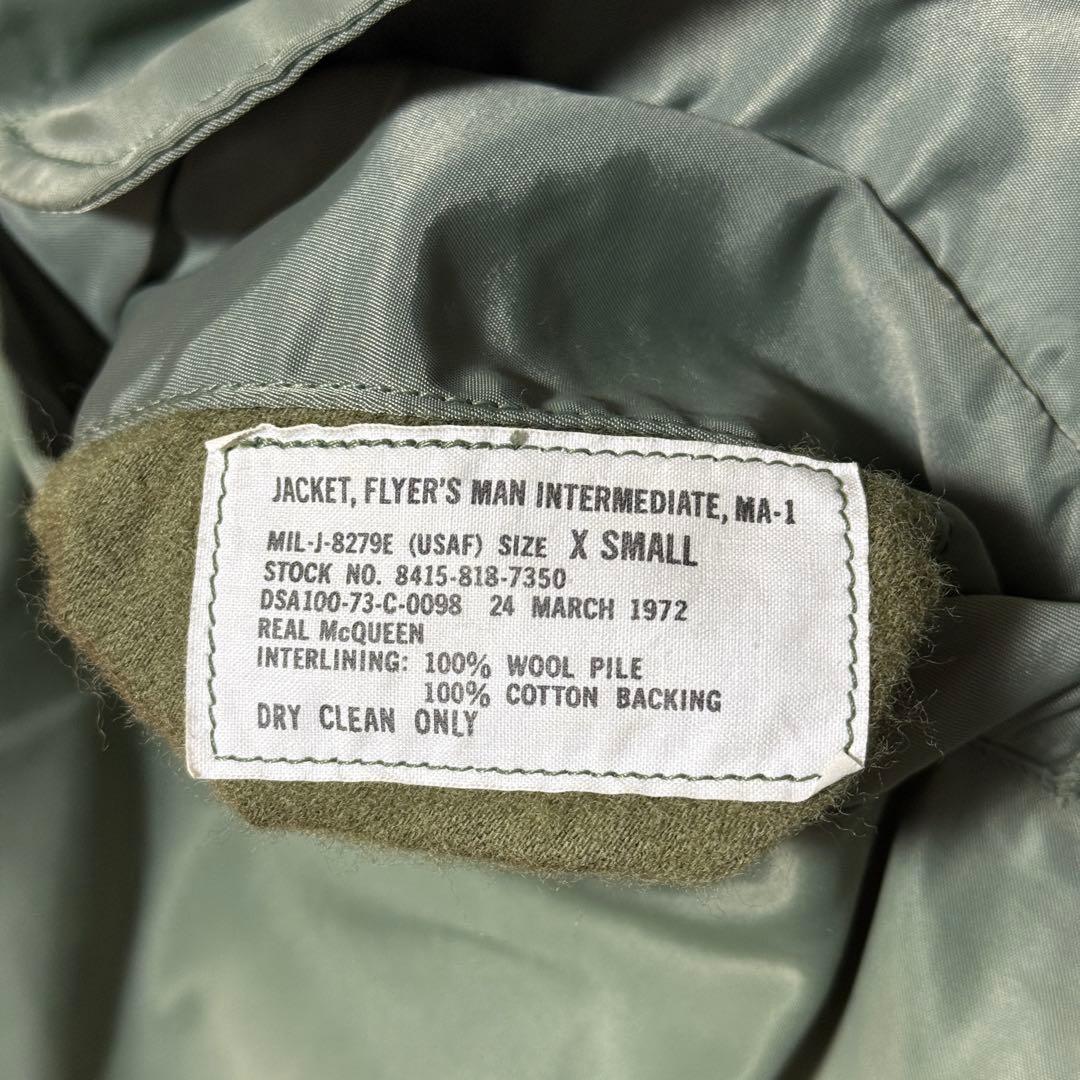 JACKET, FLYER'S MAN INTERMEDIATE, MA-1
MIL-J-8279E (USAF) SIZE X SMALL
STOCK NO. 8415-818-7350
DSA100-73-C-0098 24 MARCH 1972
REAL McQUEEN
INTERLINING: 100% WOOL PILE
100% COTTON BACKING
DRY CLEAN ONLY